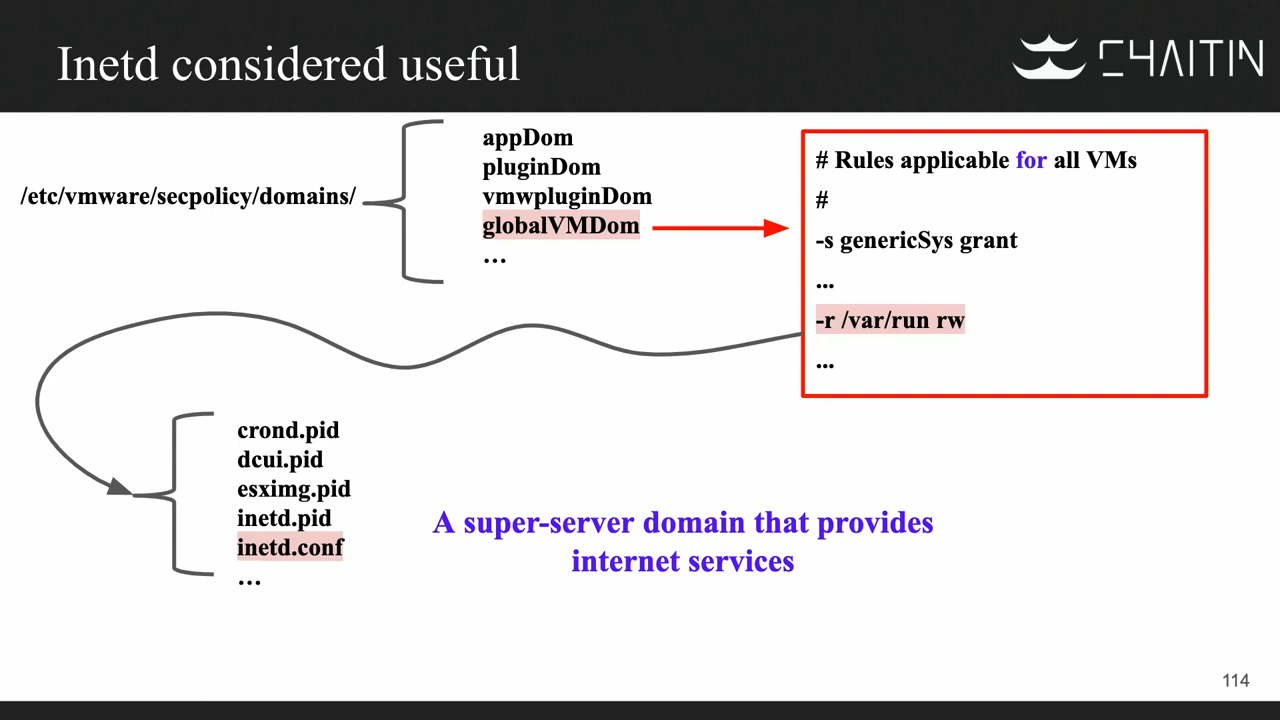 Inetd considered useful
CHAITIN
/etc/vmware/secpolicy/domains/
appDom
pluginDom
vmwpluginDom
globalVMDom
...
# Rules applicable for all VMs
#
-s genericSys grant
...
-r /var/run rw
...
crond.pid
dcui.pid
esximg.pid
inetd.pid
inetd.conf
...
A super-server domain that provides
internet services
114